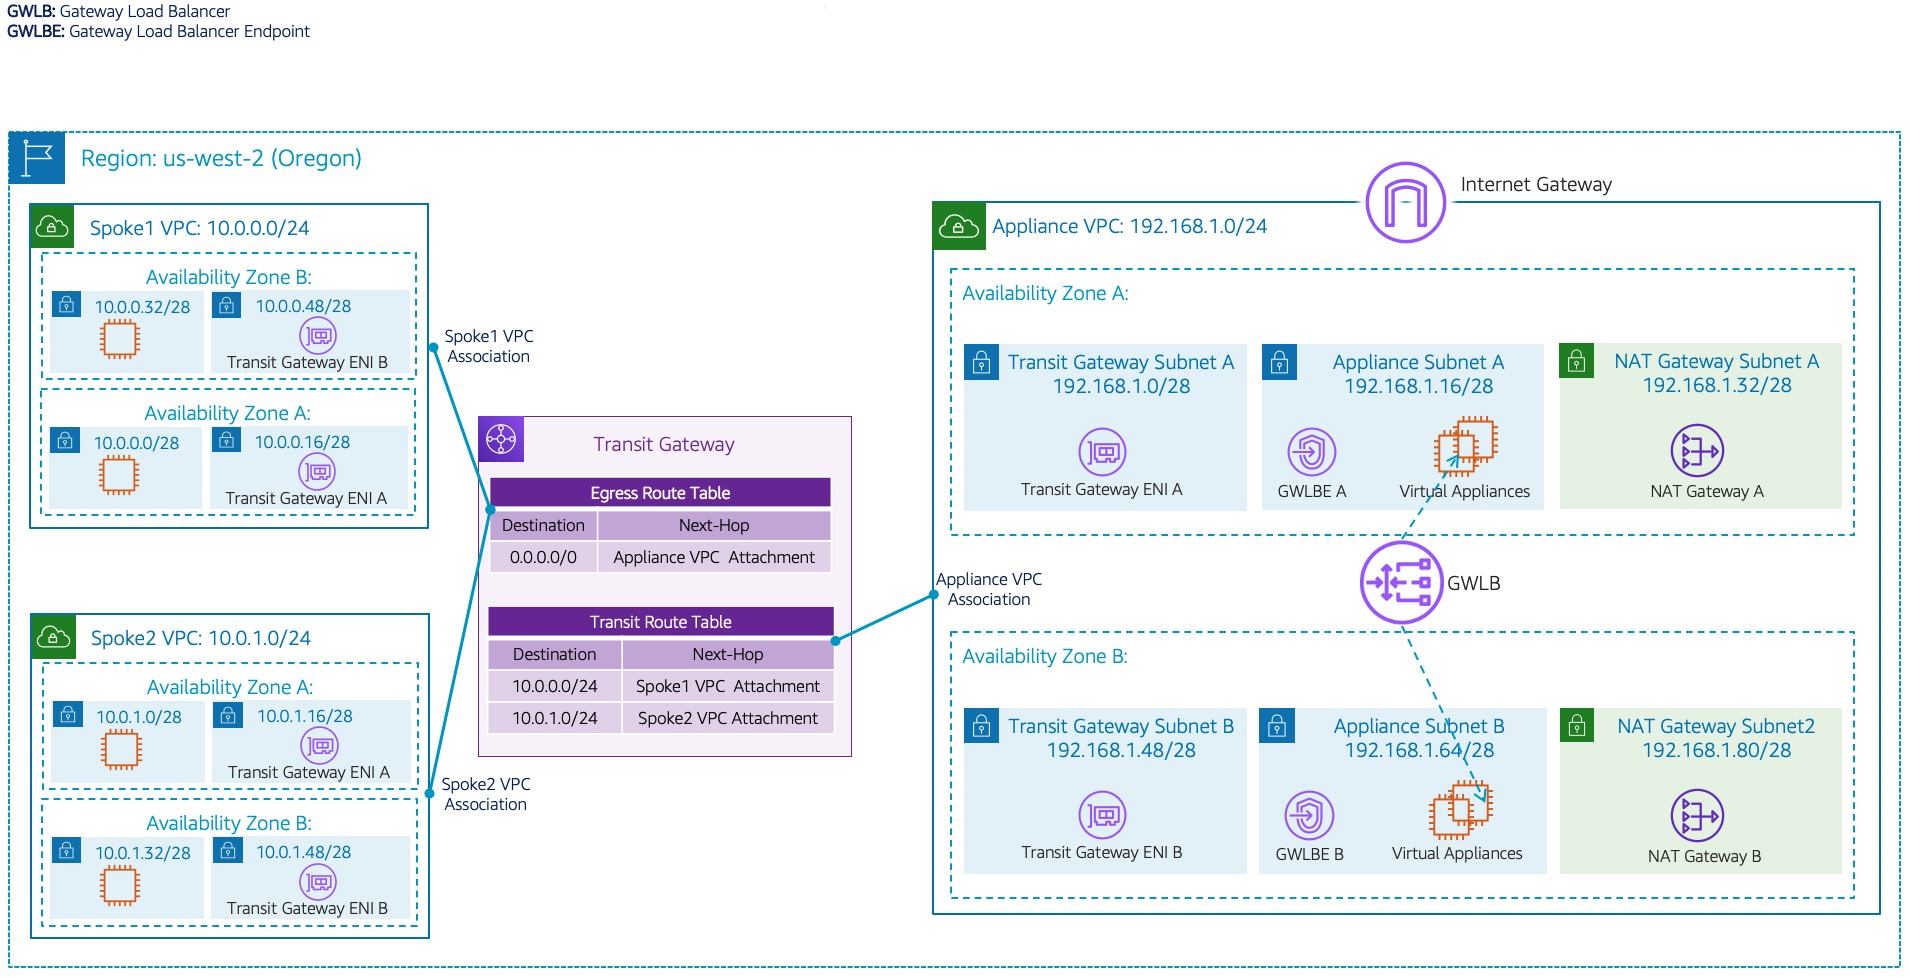 GWLB: Gateway Load Balancer
GWLBE: Gateway Load Balancer Endpoint
Region: us-west-2 (Oregon)
Spoke1 VPC: 10.0.0.0/24
Availability Zone B:
10.0.0.32/28
10.0.0.48/28
Transit Gateway ENI B
Availability Zone A:
10.0.0.0/28
10.0.0.16/28
Transit Gateway ENI A
Spoke1 VPC
Association
Spoke2 VPC: 10.0.1.0/24
Availability Zone A:
10.0.1.0/28
10.0.1.16/28
Transit Gateway ENI A
Availability Zone B:
10.0.1.32/28
10.0.1.48/28
Transit Gateway ENI B
Spoke2 VPC
Association
Transit Gateway
Egress Route Table
Destination Next-Hop
0.0.0.0/0 Appliance VPC Attachment
Transit Route Table
Destination Next-Hop
10.0.0.0/24 Spoke1 VPC Attachment
10.0.1.0/24 Spoke2 VPC Attachment
Appliance VPC
Association
Internet Gateway
Appliance VPC: 192.168.1.0/24
Availability Zone A:
Transit Gateway Subnet A
192.168.1.0/28
Transit Gateway ENI A
Appliance Subnet A
192.168.1.16/28
GWLBE A
Virtual Appliances
NAT Gateway Subnet A
192.168.1.32/28
NAT Gateway A
GWLB
Availability Zone B:
Transit Gateway Subnet B
192.168.1.48/28
Transit Gateway ENI B
Appliance Subnet B
192.168.1.64/28
GWLBE B
Virtual Appliances
NAT Gateway Subnet2
192.168.1.80/28
NAT Gateway B